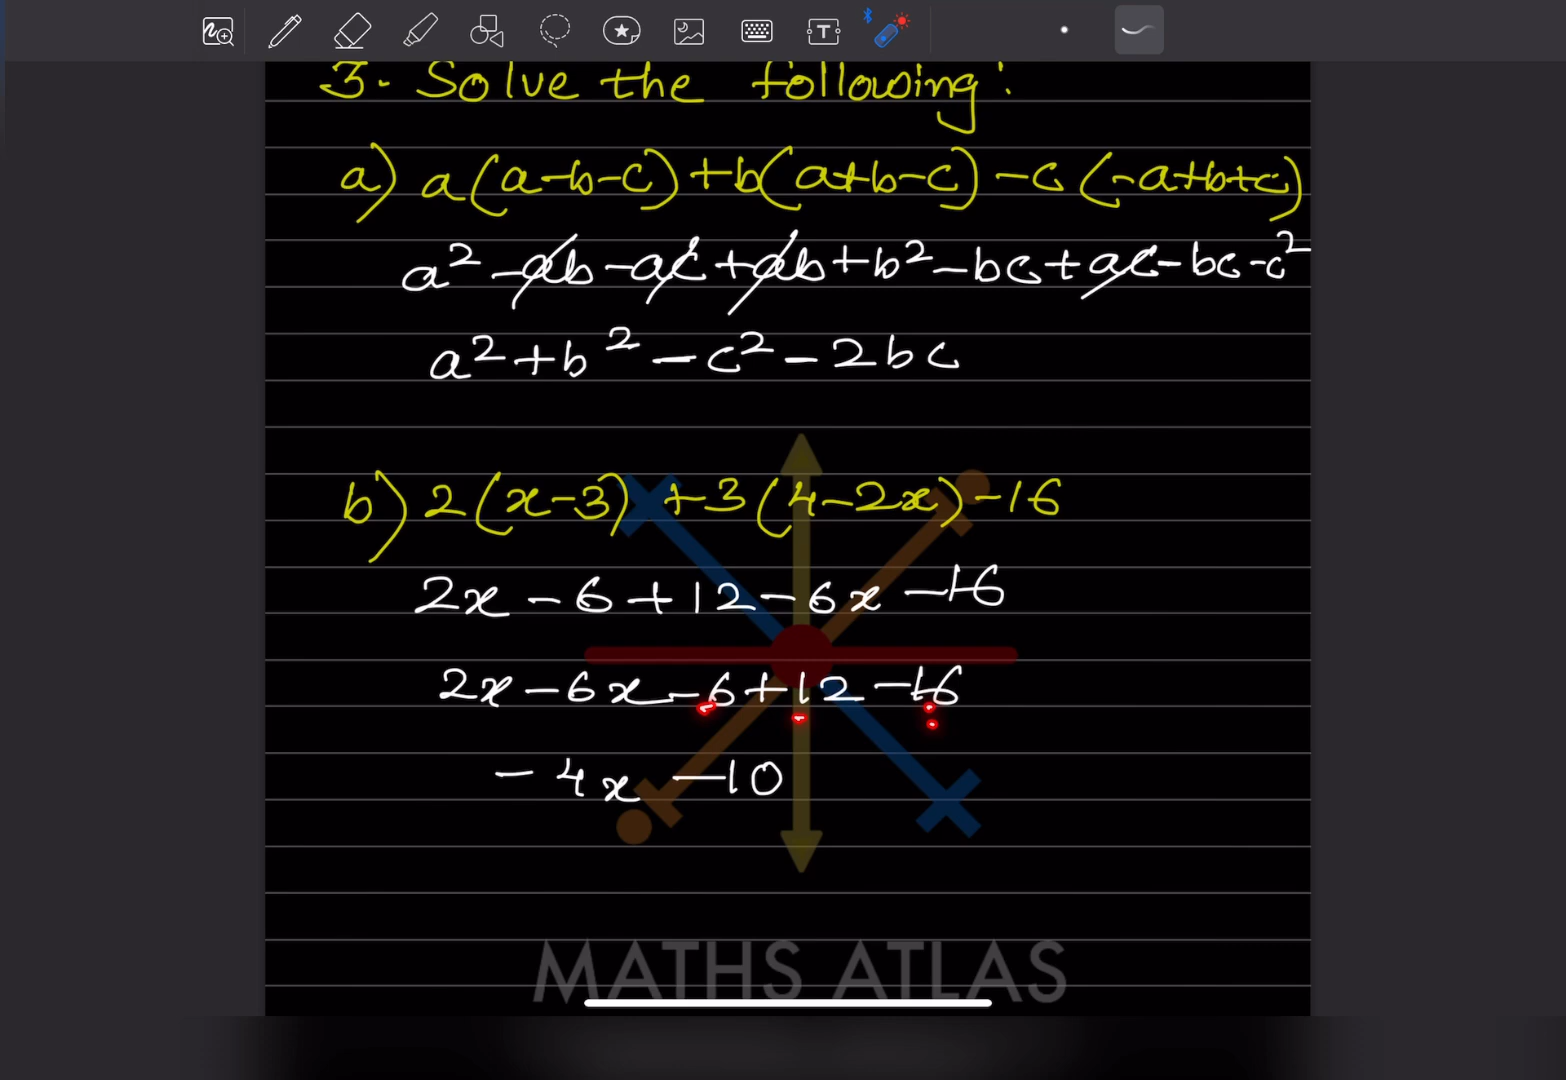 3. Solve the following:
a) a(a-b-c)+b(a+b-c)-c(-a+b+c)
a² -ab-ac+ab+b²-bc+ac-bc-c²
a²+b²-c²-2bc
b) 2(x-3)+3(4-2x)-16
2x-6+12-6x-16
2x-6x-6+12-16
-4x-10
MATHS ATLAS